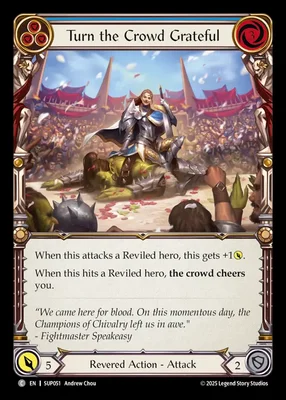 Turn the Crowd Grateful
When this attacks a Reviled hero, this gets +1
When this hits a Reviled hero, the crowd cheers
you.
"We came here for blood. On this momentous day, the
Champions of Chivalry left us in awe."
- Fightmaster Speakeasy
5
Revered Action - Attack
2
C EN | SUP051 Andrew Chou
© 2025 Legend Story Studios